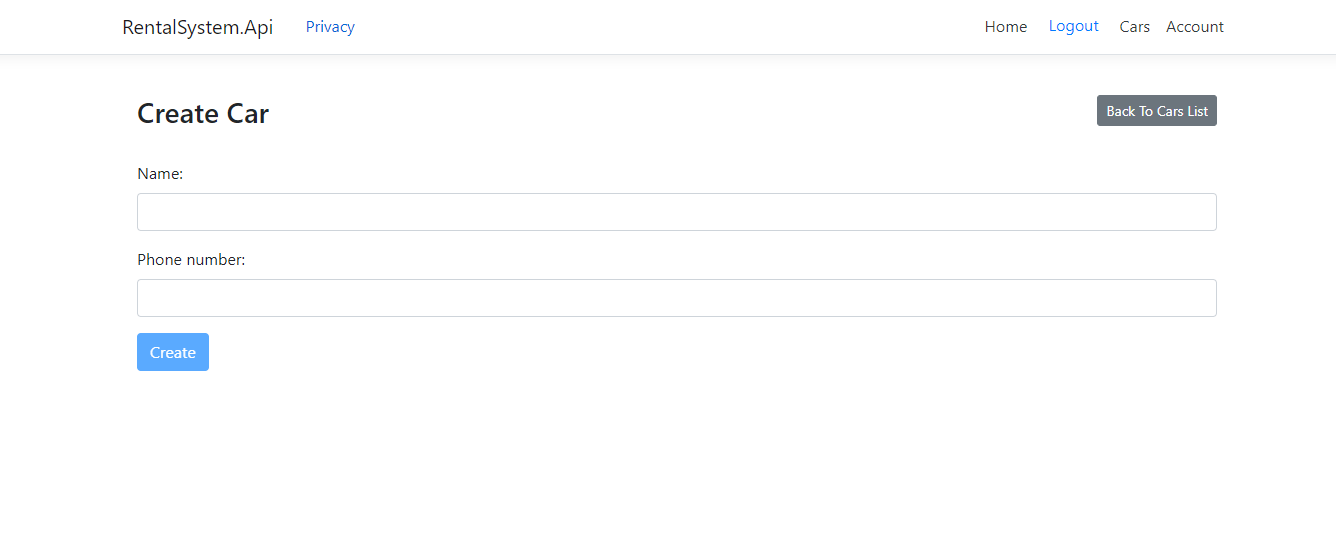 RentalSystem.Api Privacy Home Logout Cars Account
Create Car Back To Cars List
Name:
Phone number:
Create